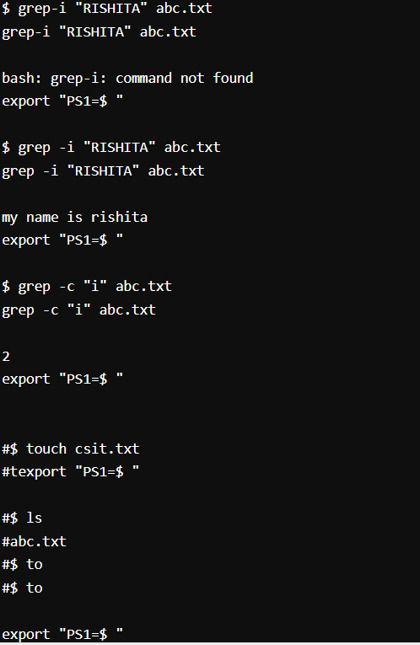 $ grep-i "RISHITA" abc.txt
grep-i "RISHITA" abc.txt
bash: grep-i: command not found
export "PS1=$ "
$ grep -i "RISHITA" abc.txt
grep -i "RISHITA" abc.txt
my name is rishita
export "PS1=$ "
$ grep -c "i" abc.txt
grep -c "i" abc.txt
2
export "PS1=$ "
#$ touch csit.txt
#texport "PS1=$ "
#$ ls
#abc.txt
#$ to
#$ to
export "PS1=$ "